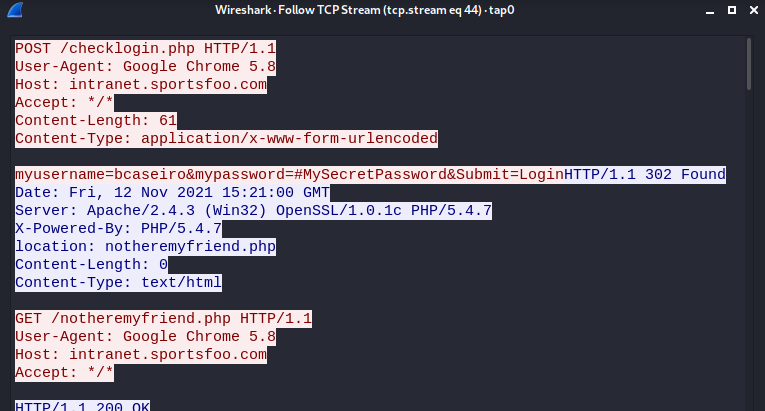 Wireshark · Follow TCP Stream (tcp.stream eq 44) · tap0
POST /checklogin.php HTTP/1.1
User-Agent: Google Chrome 5.8
Host: intranet.sportsfoo.com
Accept: */*
Content-Length: 61
Content-Type: application/x-www-form-urlencoded
myusername=bcaseiro&mypassword=#MySecretPassword&Submit=LoginHTTP/1.1 302 Found
Date: Fri, 12 Nov 2021 15:21:00 GMT
Server: Apache/2.4.3 (Win32) OpenSSL/1.0.1c PHP/5.4.7
X-Powered-By: PHP/5.4.7
location: notheremyfriend.php
Content-Length: 0
Content-Type: text/html
GET /notheremyfriend.php HTTP/1.1
User-Agent: Google Chrome 5.8
Host: intranet.sportsfoo.com
Accept: */*
HTTP/1.1 200 OK